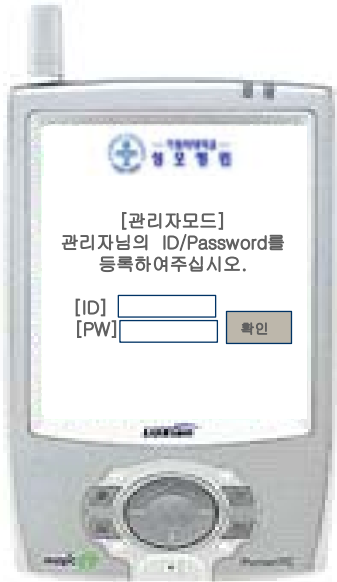 성모병원
[관리자모드]
관리자님의 ID/Password를
등록하여주십시오.
[ID]
[PW]
확인